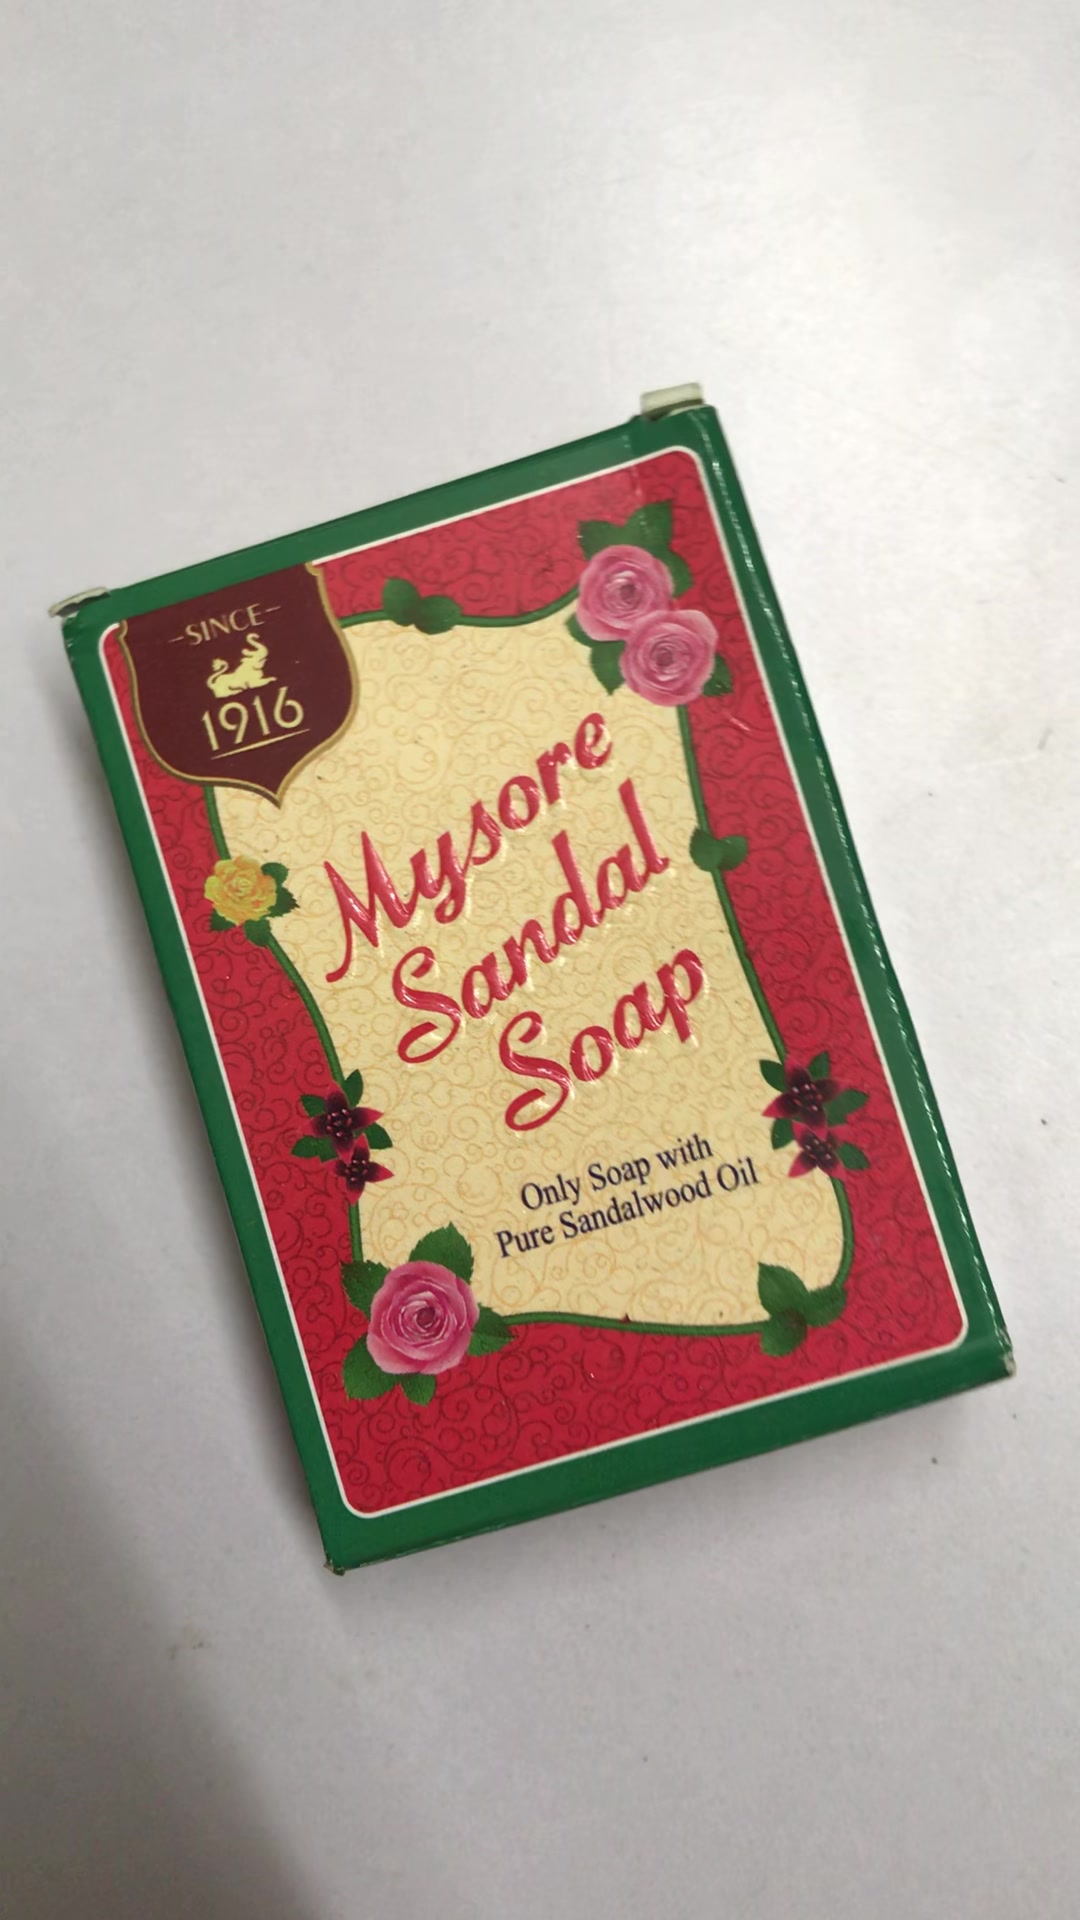 -SINCE-
1916
Mysore
Sandal
Soap
Only Soap with
Pure Sandalwood Oil